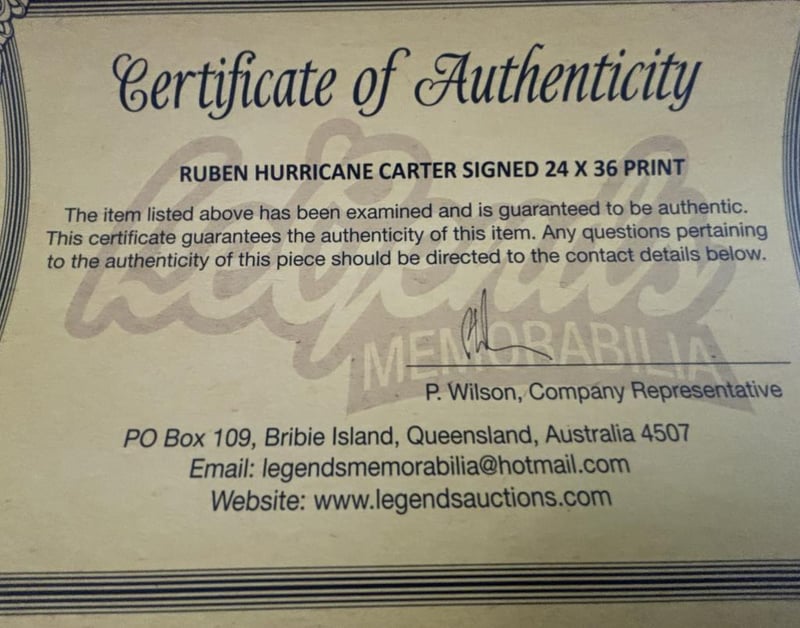 Certificate of Authenticity
RUBEN HURRICANE CARTER SIGNED 24 X 36 PRINT
The item listed above has been examined and is guaranteed to be authentic.
This certificate guarantees the authenticity of this item. Any questions pertaining
to the authenticity of this piece should be directed to the contact details below.
Legends
MEMORABILIA
P. Wilson, Company Representative
PO Box 109, Bribie Island, Queensland, Australia 4507
Email: legendsmemorabilia@hotmail.com
Website: www.legendsauctions.com